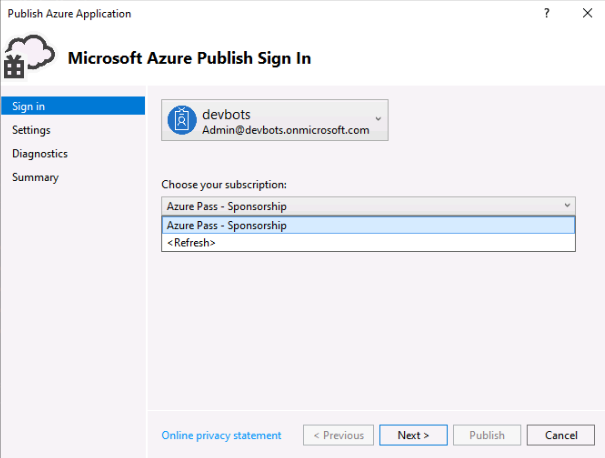 Publish Azure Application
Microsoft Azure Publish Sign In
Sign in
Settings
Diagnostics
Summary
devbots
Admin@devbots.onmicrosoft.com
Choose your subscription:
Azure Pass - Sponsorship
Azure Pass - Sponsorship
<Refresh>
Online privacy statement
< Previous
Next >
Publish
Cancel